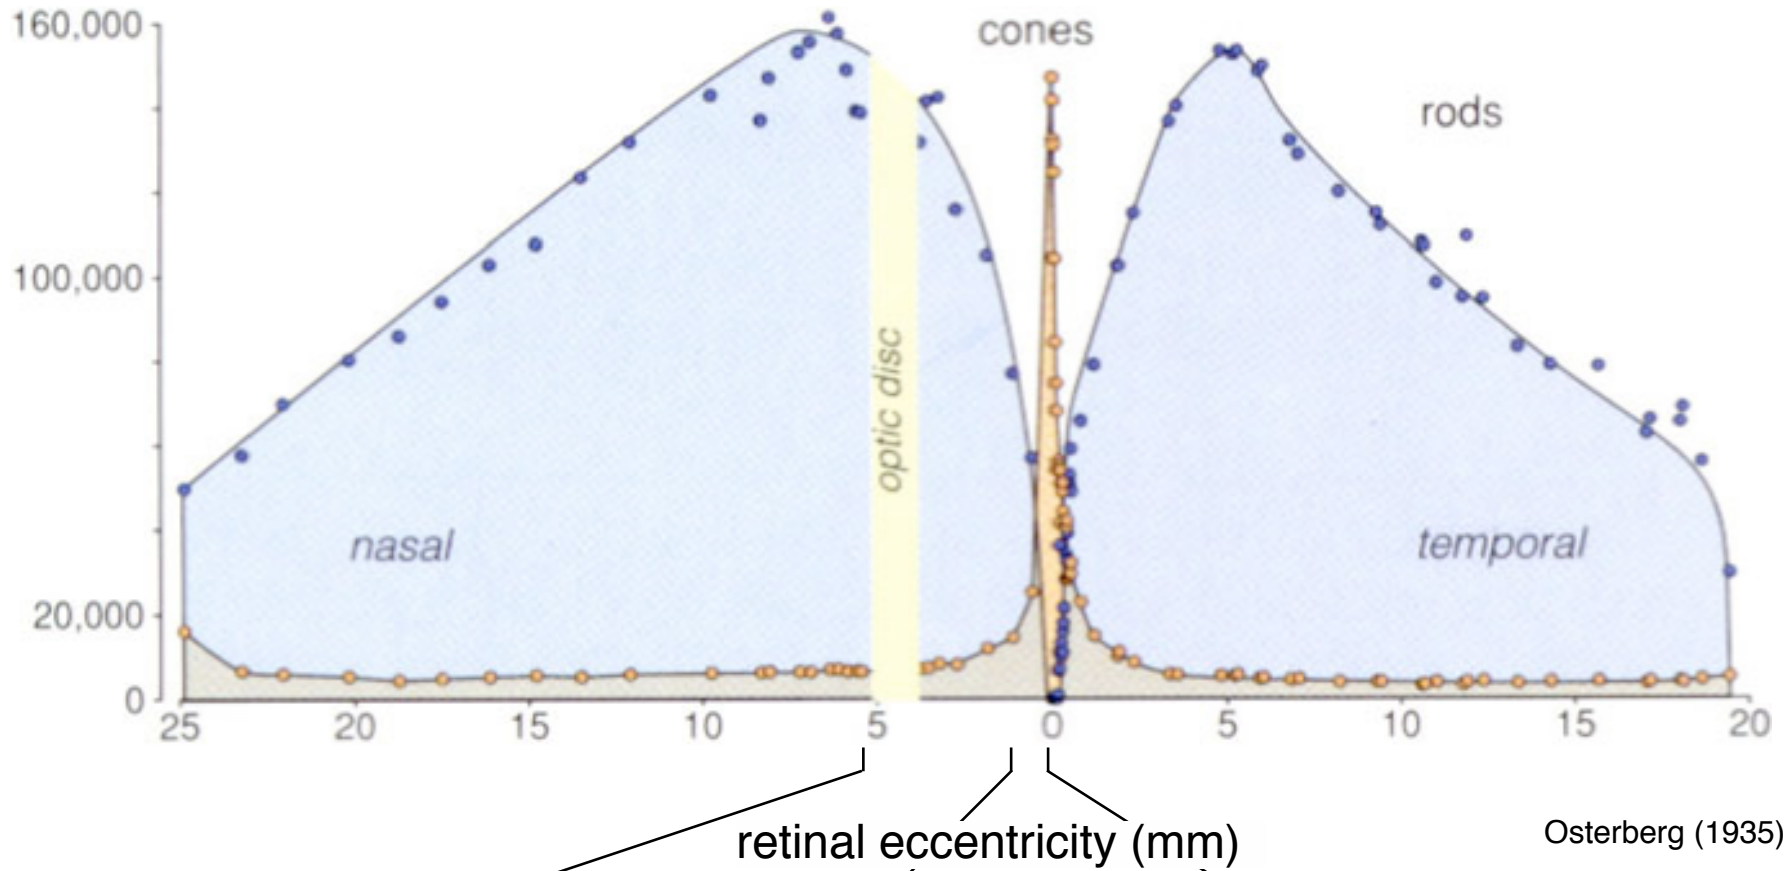 160,000
cones
rods
100,000
optic disc
nasal
temporal
20,000
0
25 20 15 10 5 0 5 10 15 20
retinal eccentricity (mm)
Osterberg (1935)